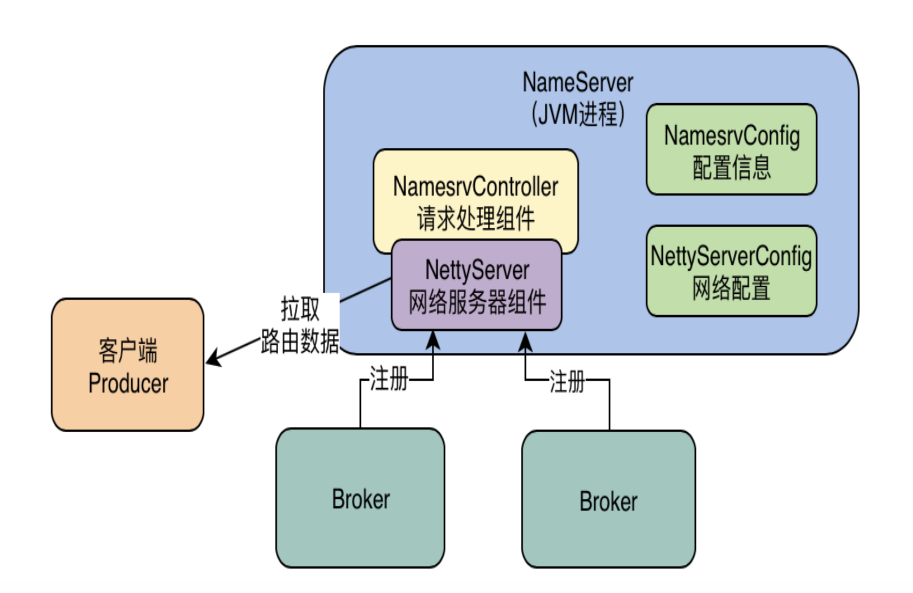 NameServer
（JVM进程）
NamesrvConfig
配置信息
NamesrvController
请求处理组件
NettyServerConfig
网络配置
NettyServer
网络服务器组件
拉取
路由数据
客户端
Producer
注册
注册
Broker
Broker